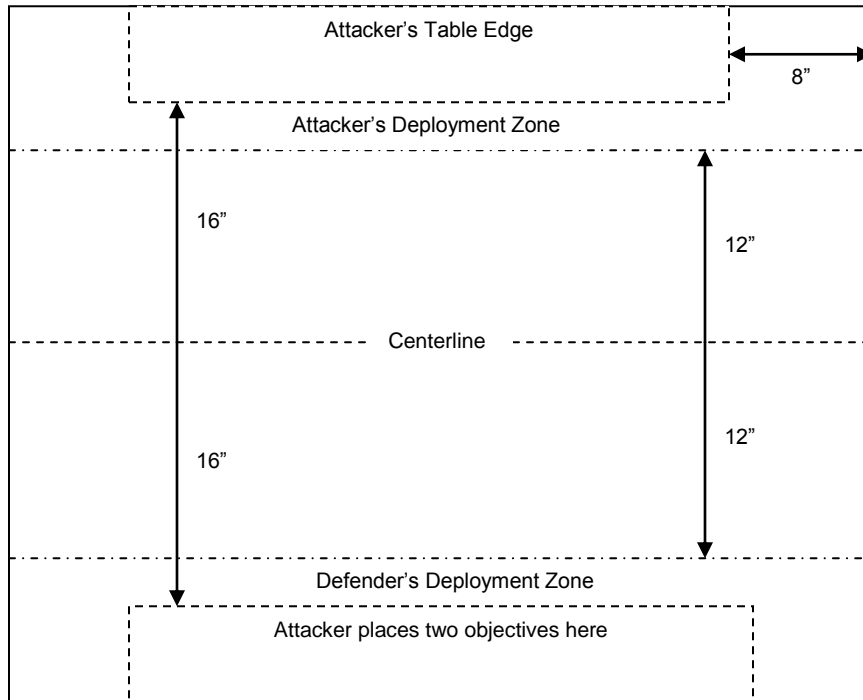 Attacker’s Table Edge
8”
Attacker’s Deployment Zone
16”
12”
Centerline
12”
16”
Defender’s Deployment Zone
Attacker places two objectives here